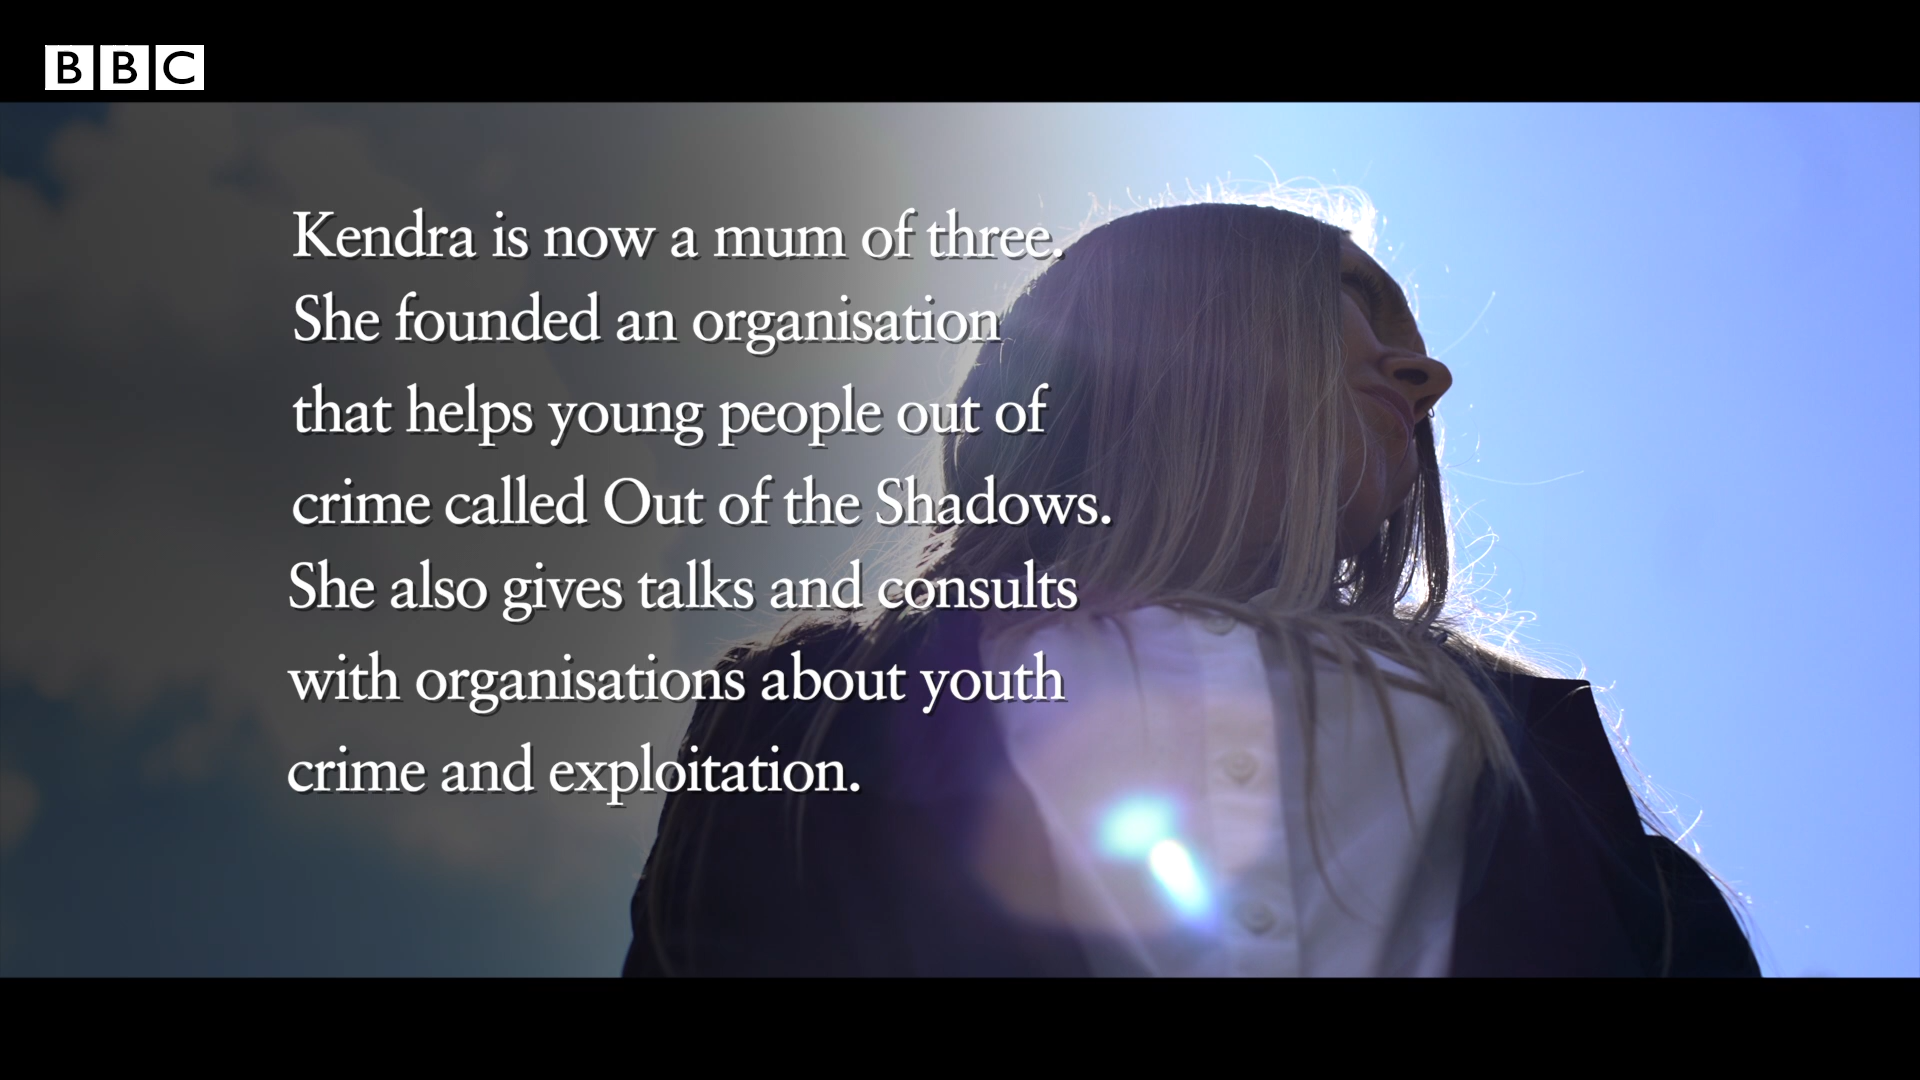 BBC
Kendra is now a mum of three.
She founded an organisation
that helps young people out of
crime called Out of the Shadows.
She also gives talks and consults
with organisations about youth
crime and exploitation.